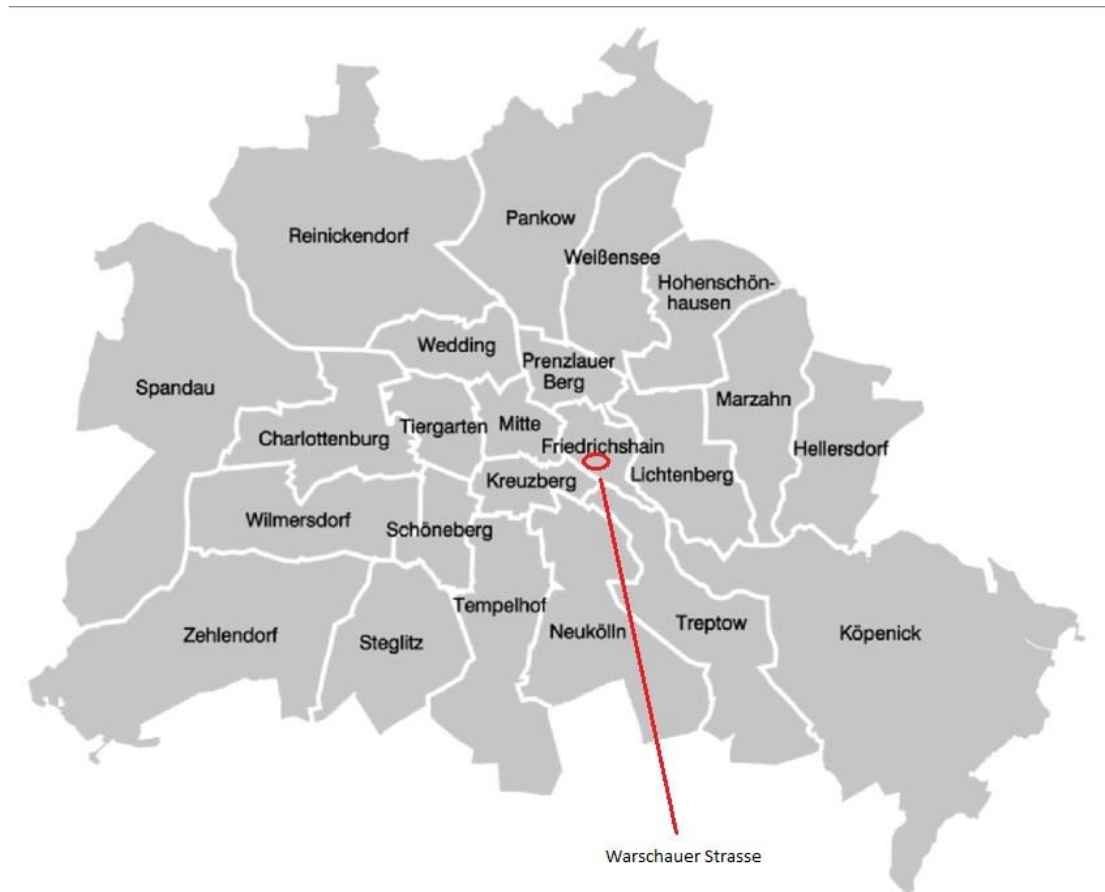 Pankow
Reinickendorf
Weißensee
Hohenschön-
hausen
Wedding
Prenzlauer
Berg
Spandau
Marzahn
Tiergarten
Mitte
Charlottenburg
Friedrichshain
Hellersdorf
Lichtenberg
Kreuzberg
Wilmersdorf
Schöneberg
Tempelhof
Treptow
Zehlendorf
Steglitz
Neukölln
Köpenick
Warschauer Strasse